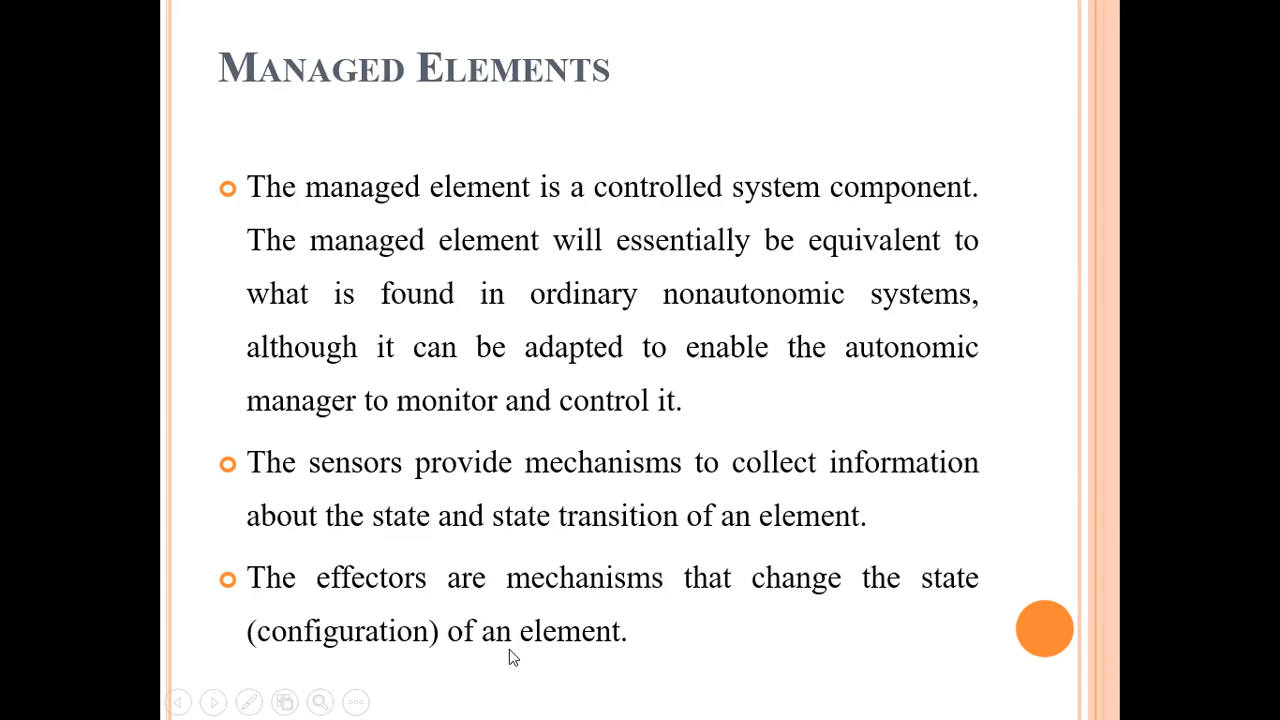 MANAGED ELEMENTS
The managed element is a controlled system component.
The managed element will essentially be equivalent to
what is found in ordinary nonautonomic systems,
although it can be adapted to enable the autonomic
manager to monitor and control it.
The sensors provide mechanisms to collect information
about the state and state transition of an element.
The effectors are mechanisms that change the state
(configuration) of an element.